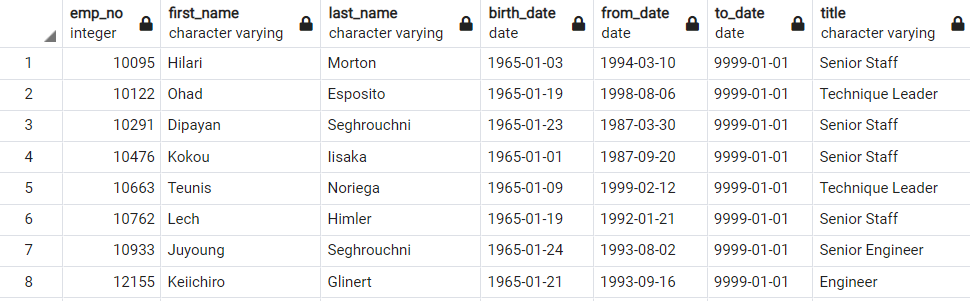 emp_no first_name last_name birth_date from_date to_date title
integer character varying character varying date date date character varying
1 10095 Hilari Morton 1965-01-03 1994-03-10 9999-01-01 Senior Staff
2 10122 Ohad Esposito 1965-01-19 1998-08-06 9999-01-01 Technique Leader
3 10291 Dipayan Seghrouchni 1965-01-23 1987-03-30 9999-01-01 Senior Staff
4 10476 Kokou Iisaka 1965-01-01 1987-09-20 9999-01-01 Senior Staff
5 10663 Teunis Noriega 1965-01-09 1999-02-12 9999-01-01 Technique Leader
6 10762 Lech Himler 1965-01-19 1992-01-21 9999-01-01 Senior Staff
7 10933 Juyoung Seghrouchni 1965-01-24 1993-08-02 9999-01-01 Senior Engineer
8 12155 Keiichiro Glinert 1965-01-21 1993-09-16 9999-01-01 Engineer